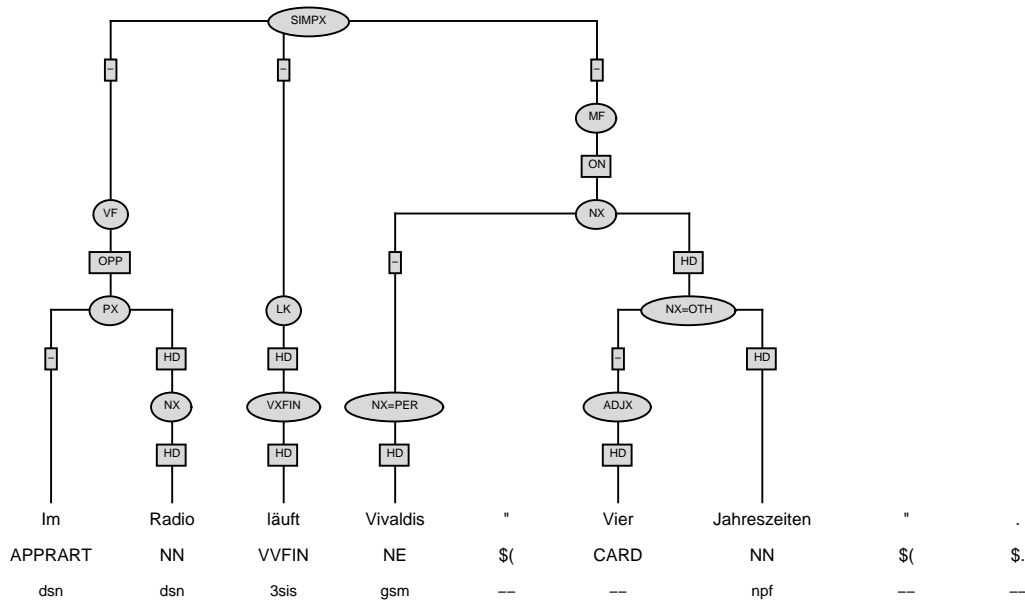 SIMPX
– – –
MF
ON
VF NX
OPP – HD
PX LK NX=OTH
– HD HD – HD
NX VXFIN NX=PER ADJX
HD HD HD HD
Im Radio läuft Vivaldis " Vier Jahreszeiten " .
APPRART NN VVFIN NE $( CARD NN $( $.
dsn dsn 3sis gsm –– –– npf –– ––